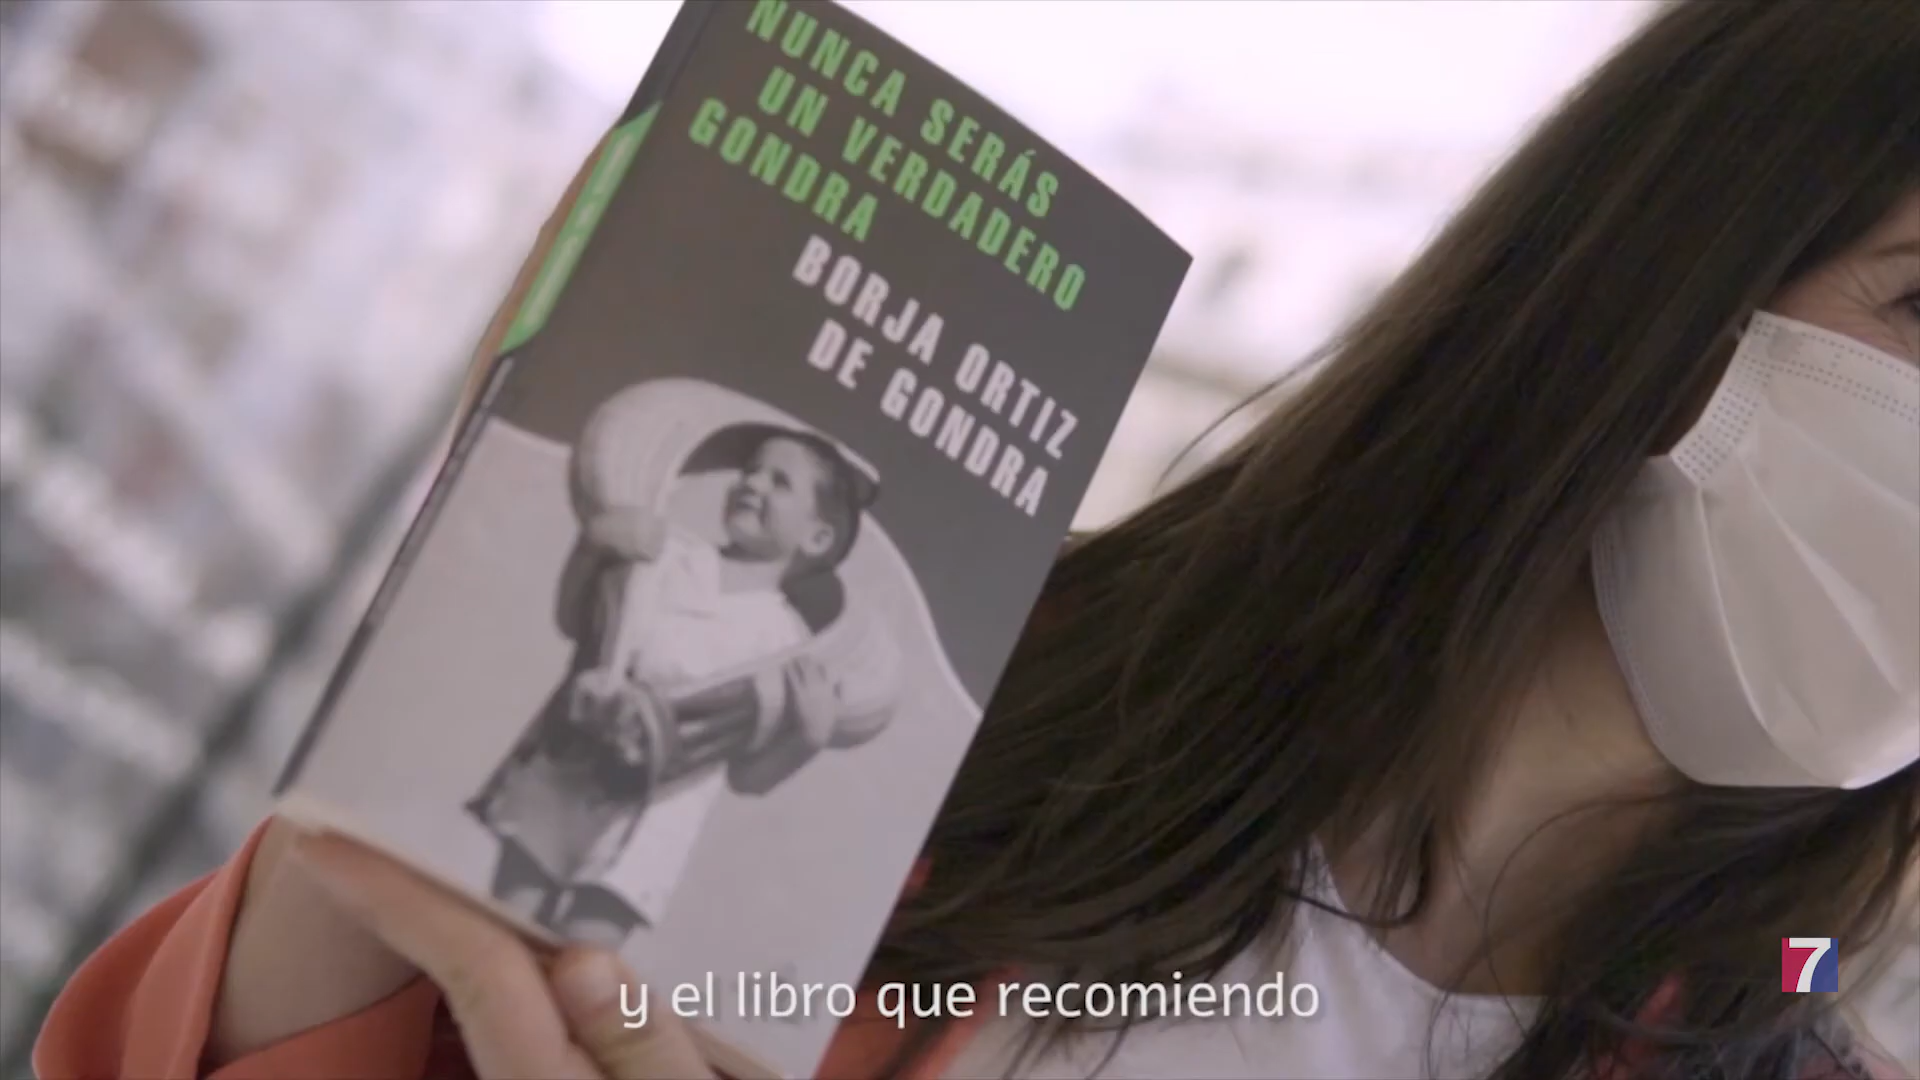 NUNCA SERÁS
UN VERDADERO
GONDRA
BORJA ORTIZ
DE GONDRA
y el libro que recomiendo
7